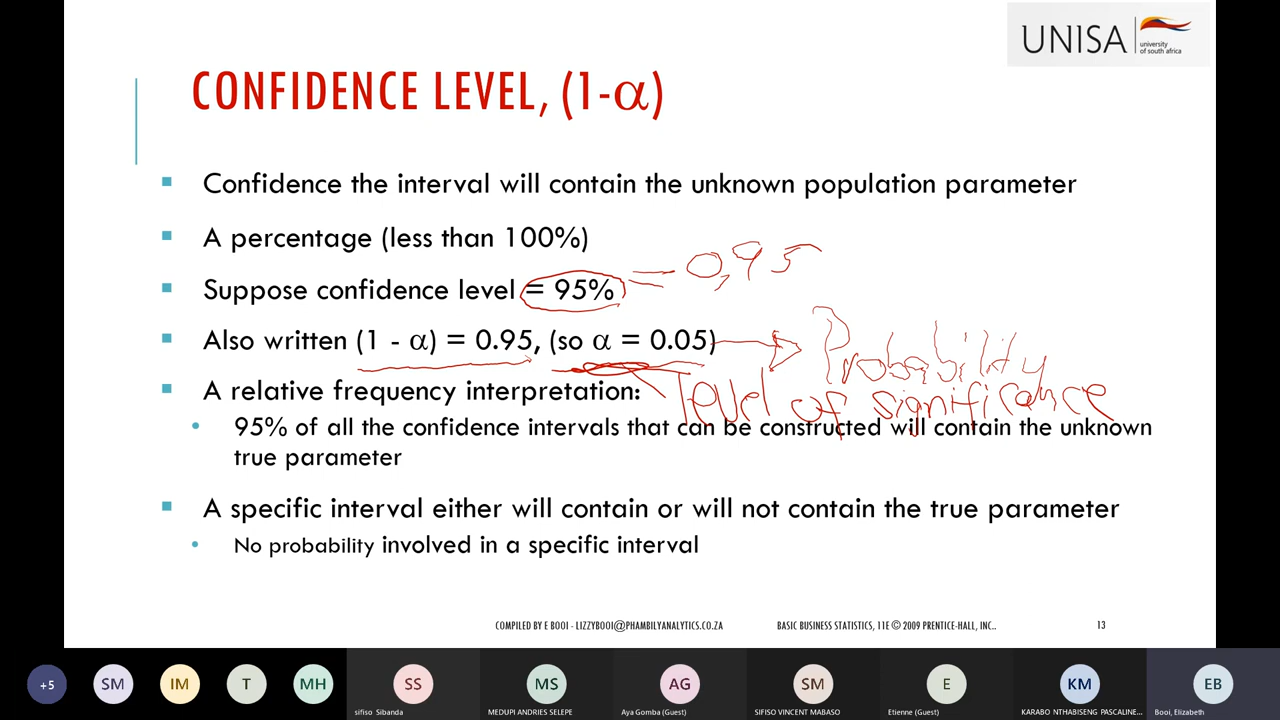 UNISA
university
of south africa
CONFIDENCE LEVEL, (1-α)
Confidence the interval will contain the unknown population parameter
A percentage (less than 100%)
= 0,95
Suppose confidence level = 95%
Also written (1 - α) = 0.95, (so α = 0.05)
Probability
level of significance
A relative frequency interpretation:
95% of all the confidence intervals that can be constructed will contain the unknown
true parameter
A specific interval either will contain or will not contain the true parameter
No probability involved in a specific interval
COMPILED BY E BOOI - LIZZYBOOI@PHAMBILYANALYTICS.CO.ZA
BASIC BUSINESS STATISTICS, 11E © 2009 PRENTICE-HALL, INC..
13
+5
SM
IM
T
MH
SS
MS
AG
SM
E
KM
EB
sifiso Sibanda
MEDUPI ANDRIES SELEPE
Aya Gomba (Guest)
SIFISO VINCENT MABASO
Etienne (Guest)
KARABO NTHABISENG PASCALINE...
Booi, Elizabeth